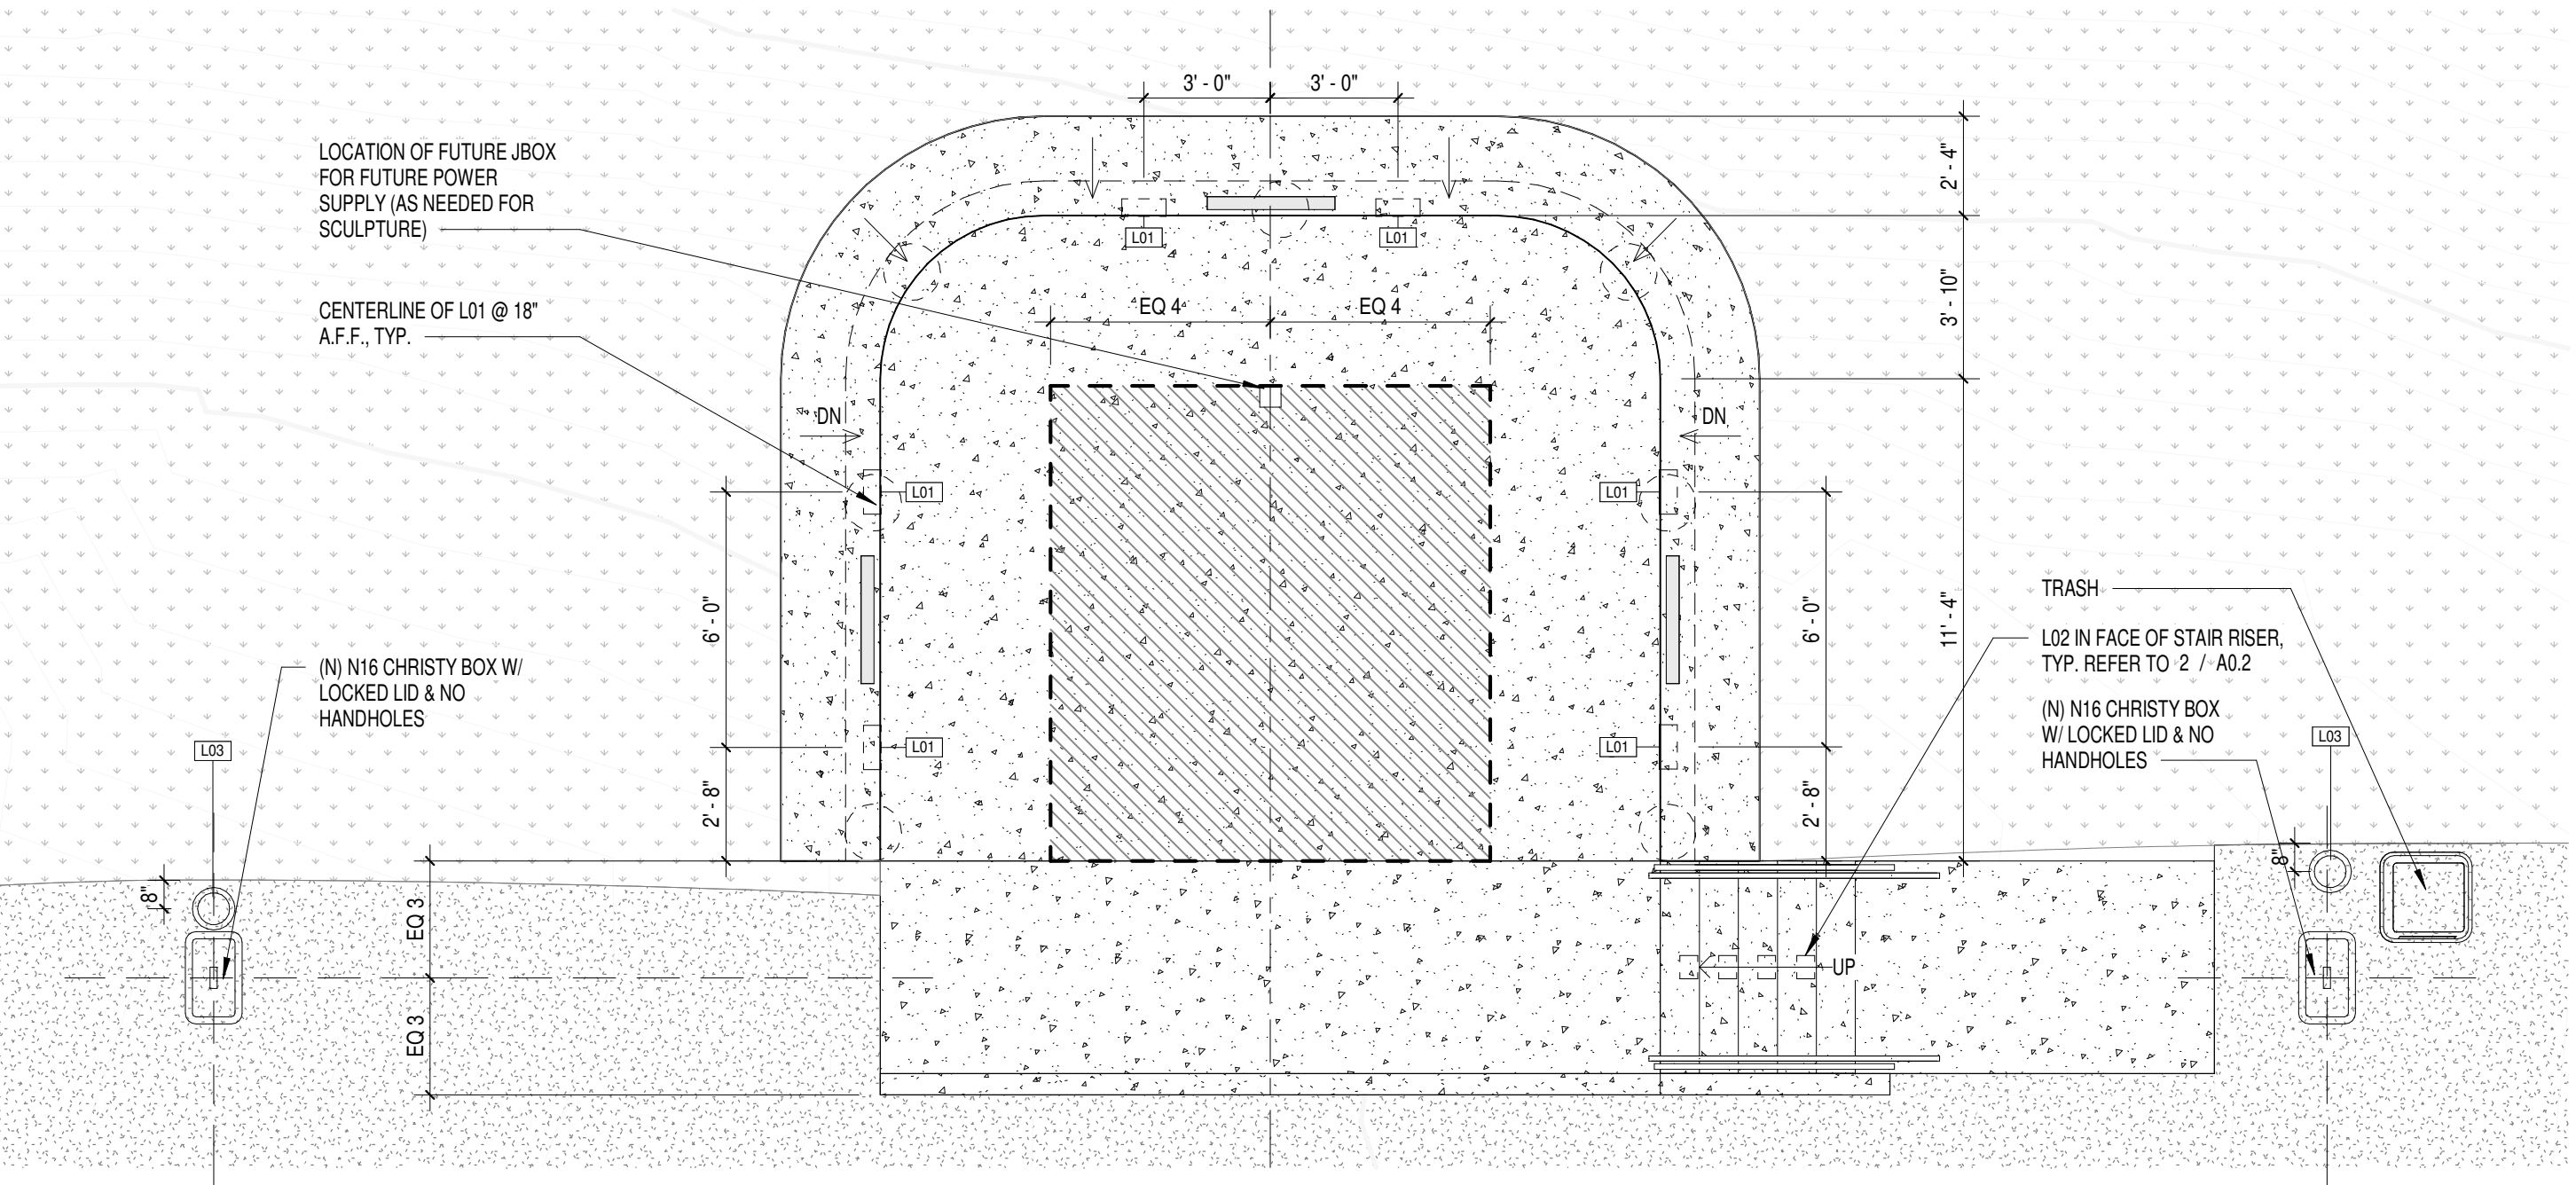 3' - 0"
3' - 0"
LOCATION OF FUTURE JBOX
FOR FUTURE POWER
SUPPLY (AS NEEDED FOR
SCULPTURE)
2' - 4"
L01
L01
3' - 10"
CENTERLINE OF L01 @ 18"
A.F.F., TYP.
EQ 4
EQ 4
DN
DN
L01
L01
6' - 0"
6' - 0"
11' - 4"
TRASH
L02 IN FACE OF STAIR RISER,
TYP. REFER TO 2 / A0.2
(N) N16 CHRISTY BOX W/
LOCKED LID & NO
HANDHOLES
(N) N16 CHRISTY BOX
W/ LOCKED LID & NO
HANDHOLES
L03
L03
L01
L01
2' - 8"
2' - 8"
8"
8"
EQ 3
UP
EQ 3